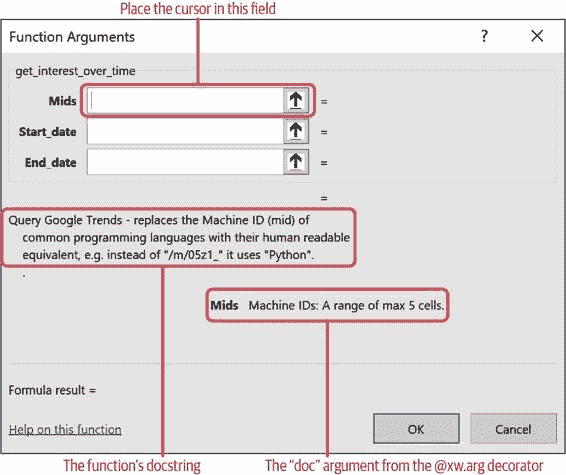 Place the cursor in this field
Function Arguments
?
get_interest_over_time
Mids
=
Start_date
=
End_date
=
=
Query Google Trends - replaces the Machine ID (mid) of
common programming languages with their human readable
equivalent, e.g. instead of "/m/05z1_" it uses "Python".
.
Mids Machine IDs: A range of max 5 cells.
Formula result =
Help on this function
OK
Cancel
The function's docstring
The "doc" argument from the @xw.arg decorator